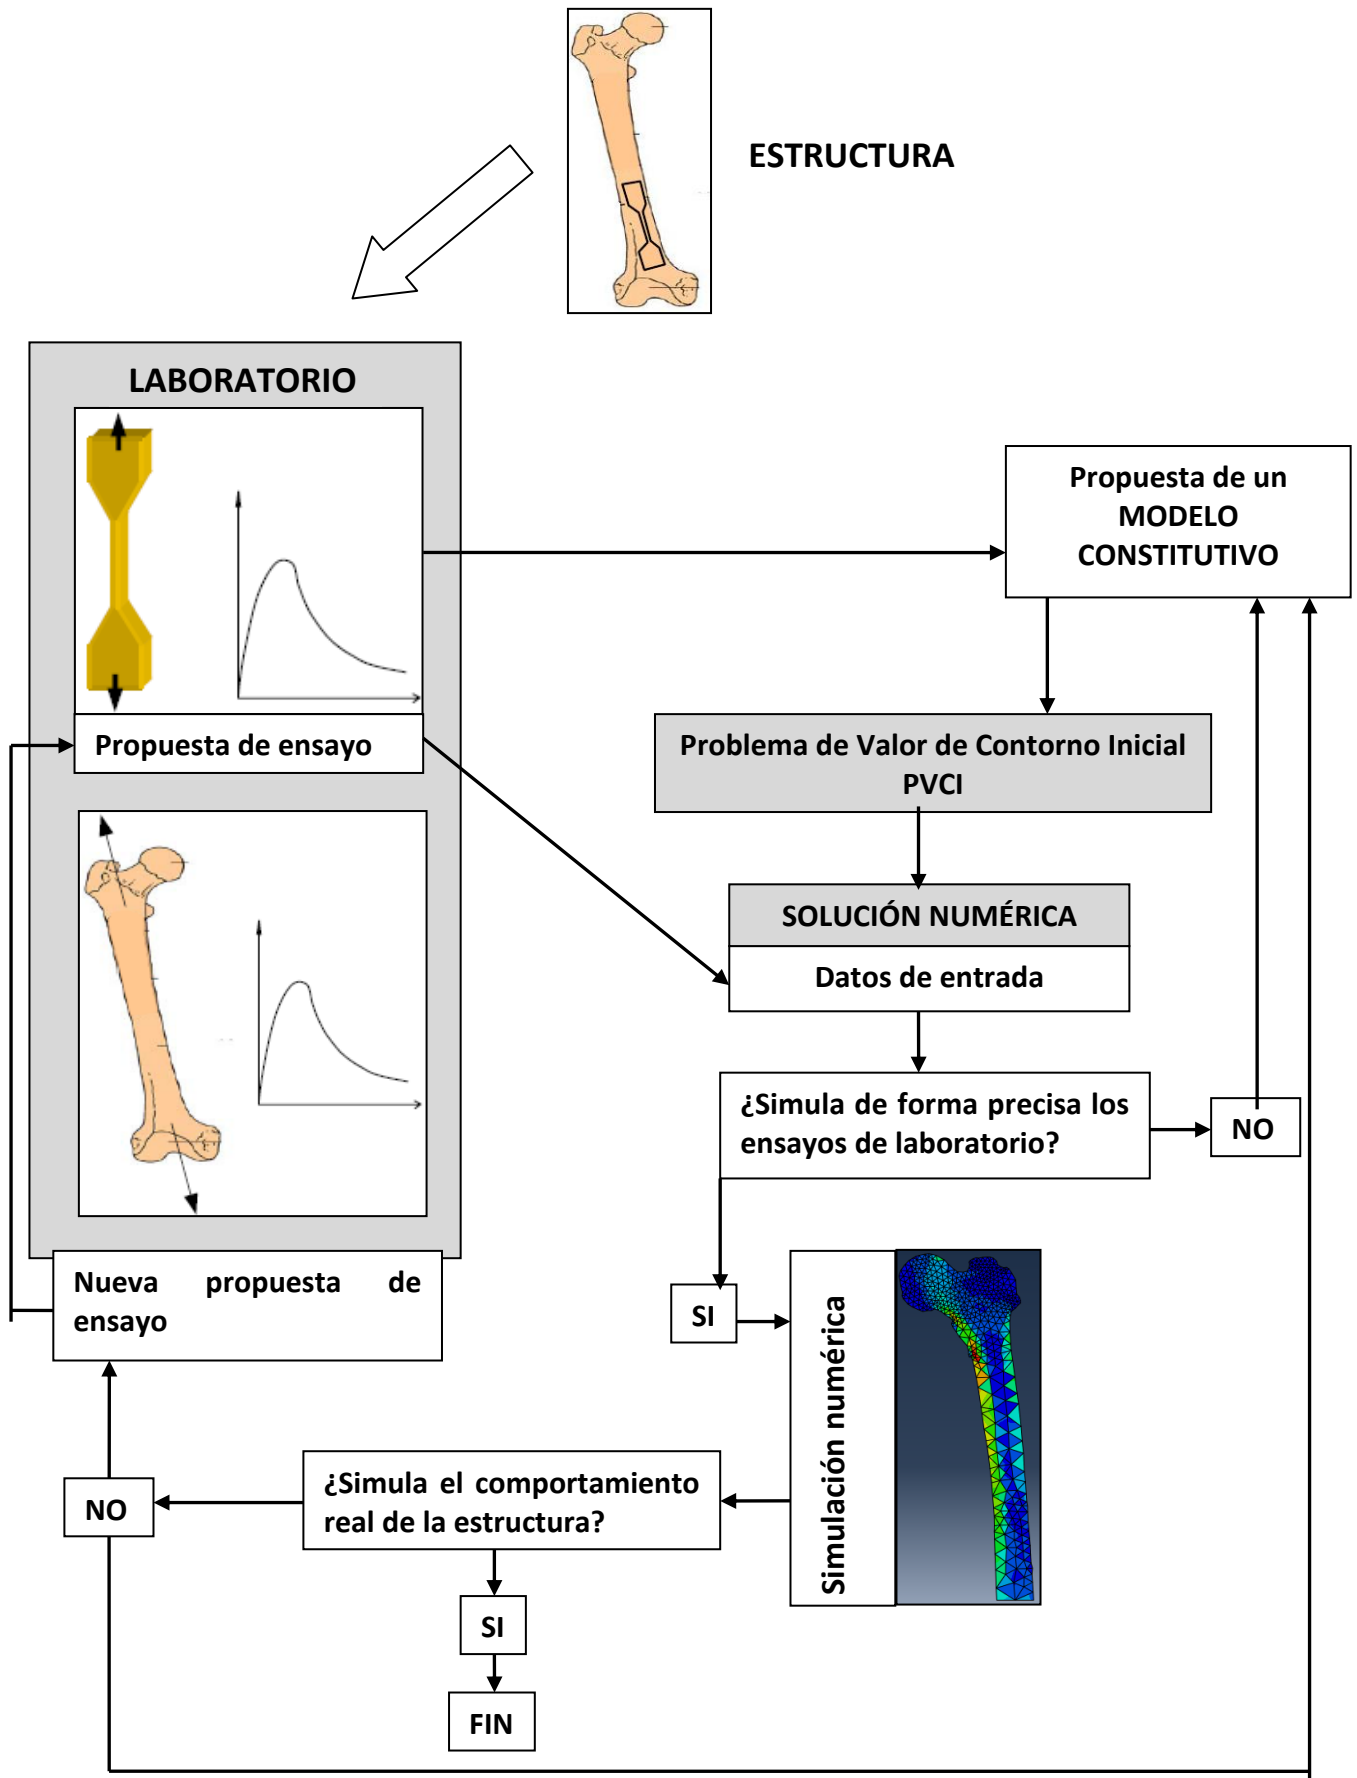 ESTRUCTURA
LABORATORIO
Propuesta de ensayo
Propuesta de un
MODELO
CONSTITUTIVO
Problema de Valor de Contorno Inicial
PVCI
SOLUCIÓN NUMÉRICA
Datos de entrada
¿Simula de forma precisa los
ensayos de laboratorio?
NO
Nueva propuesta de
ensayo
SI
Simulación numérica
¿Simula el comportamiento
real de la estructura?
NO
SI
FIN